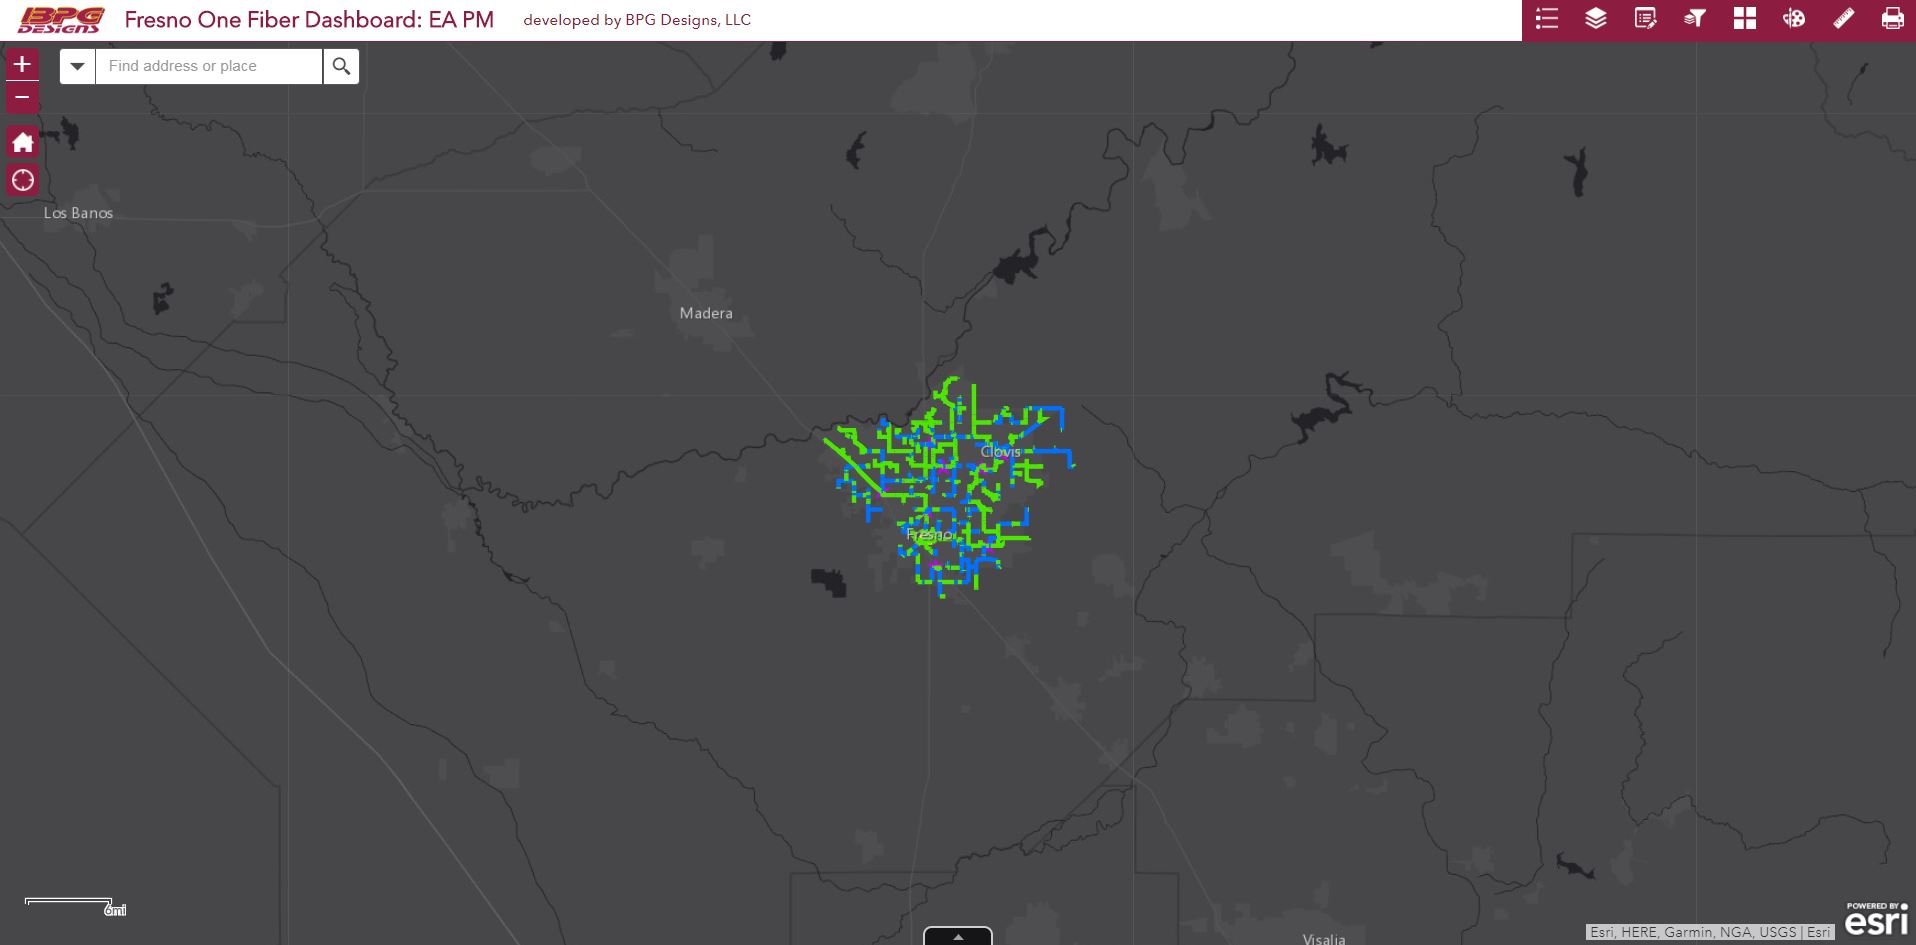 BPG
DESIGNS
Fresno One Fiber Dashboard: EA PM
developed by BPG Designs, LLC
Find address or place
Los Banos
Madera
Clovis
Fresno
6mi
POWERED BY
esri
Esri, HERE, Garmin, NGA, USGS | Esri
Visalia